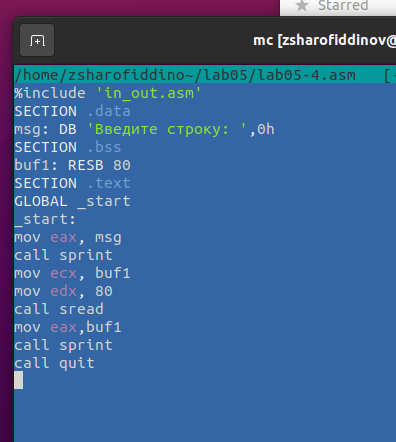 Starred
mc [zsharofiddinov@
/home/zsharofiddino~/lab05/lab05-4.asm [-
%include 'in_out.asm'
SECTION .data
msg: DB 'Введите строку: ',0h
SECTION .bss
buf1: RESB 80
SECTION .text
GLOBAL _start
_start:
mov eax, msg
call sprint
mov ecx, buf1
mov edx, 80
call sread
mov eax,buf1
call sprint
call quit